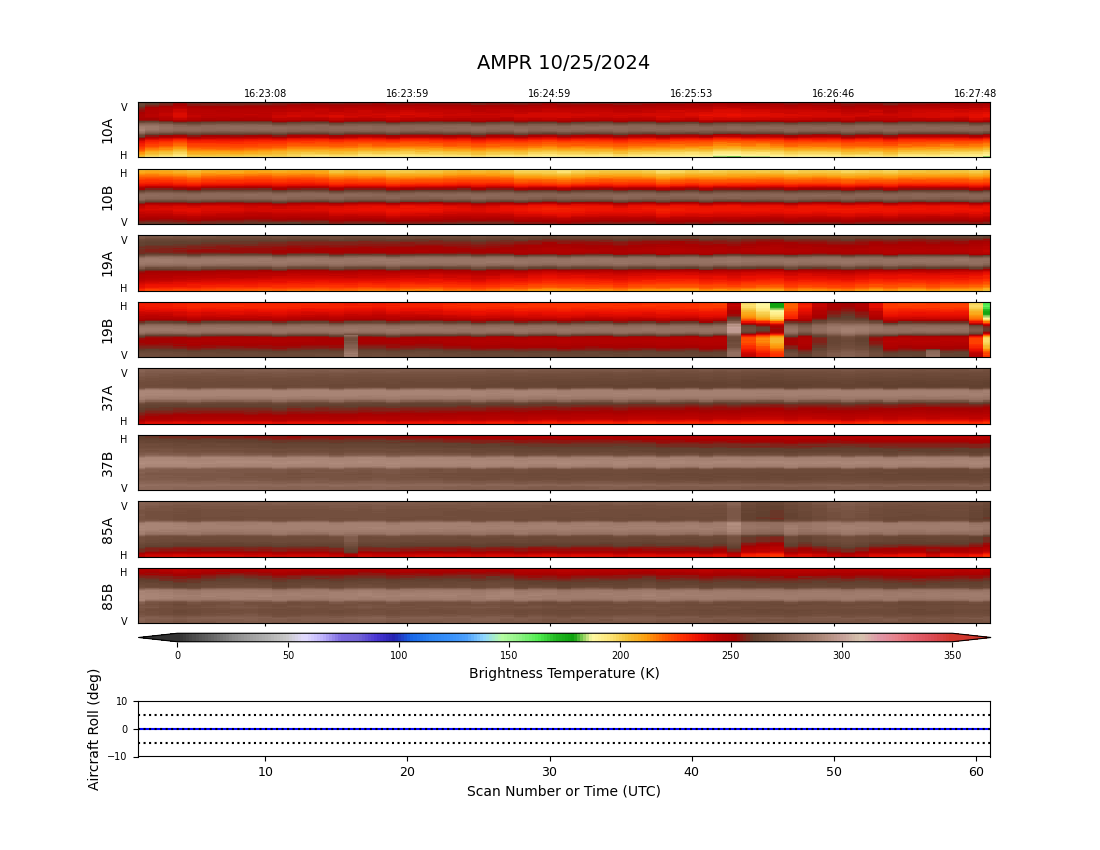 AMPR 10/25/2024
16:23:08 16:23:59 16:24:59 16:25:53 16:26:46 16:27:48
V
10A
H
H
10B
V
V
19A
H
H
19B
V
V
37A
H
H
37B
V
V
85A
H
H
85B
V
0 50 100 150 200 250 300 350
Brightness Temperature (K)
Aircraft Roll (deg)
10
0
−10
10 20 30 40 50 60
Scan Number or Time (UTC)